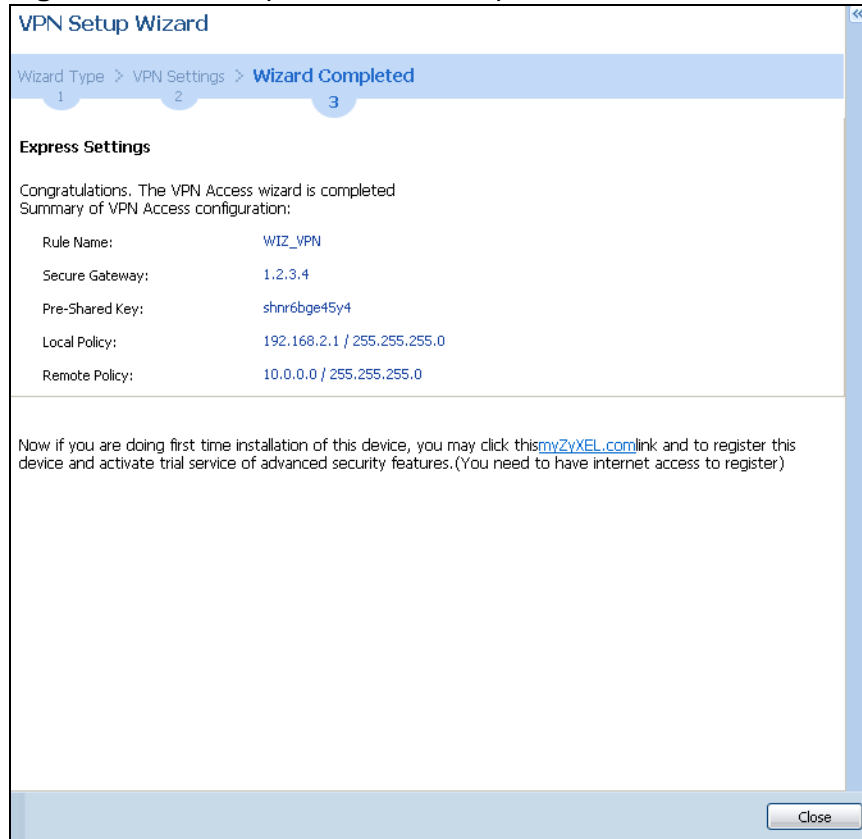 VPN Setup Wizard
Wizard Type > VPN Settings > Wizard Completed
1 2 3
Express Settings
Congratulations. The VPN Access wizard is completed
Summary of VPN Access configuration:
Rule Name: WIZ_VPN
Secure Gateway: 1.2.3.4
Pre-Shared Key: shnr6bge45y4
Local Policy: 192.168.2.1 / 255.255.255.0
Remote Policy: 10.0.0.0 / 255.255.255.0
Now if you are doing first time installation of this device, you may click thismyZyXEL.comlink and to register this
device and activate trial service of advanced security features.(You need to have internet access to register)
Close